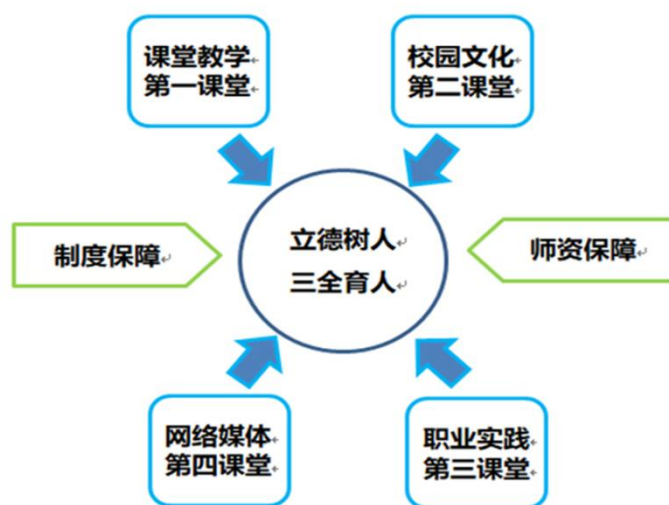 课堂教学
第一课堂
校园文化
第二课堂
制度保障
立德树人
三全育人
师资保障
网络媒体
第四课堂
职业实践
第三课堂